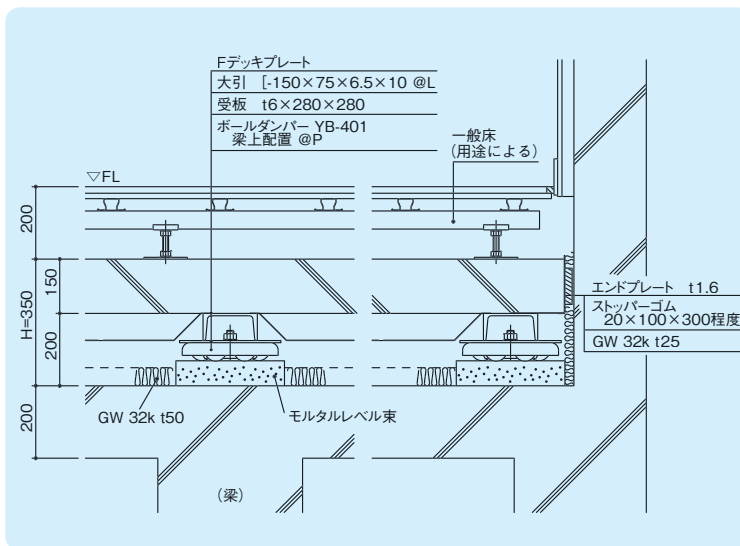 Fデッキプレート
大引 [-150×75×6.5×10 @L
受板 t6×280×280
ボールダンパー YB-401
梁上配置 @P
一般床
(用途による)
▽FL
200
H=350
150
200
200
エンドプレート t1.6
ストッパーゴム
20×100×300程度
GW 32k t25
GW 32k t50
モルタルレベル束
(梁)